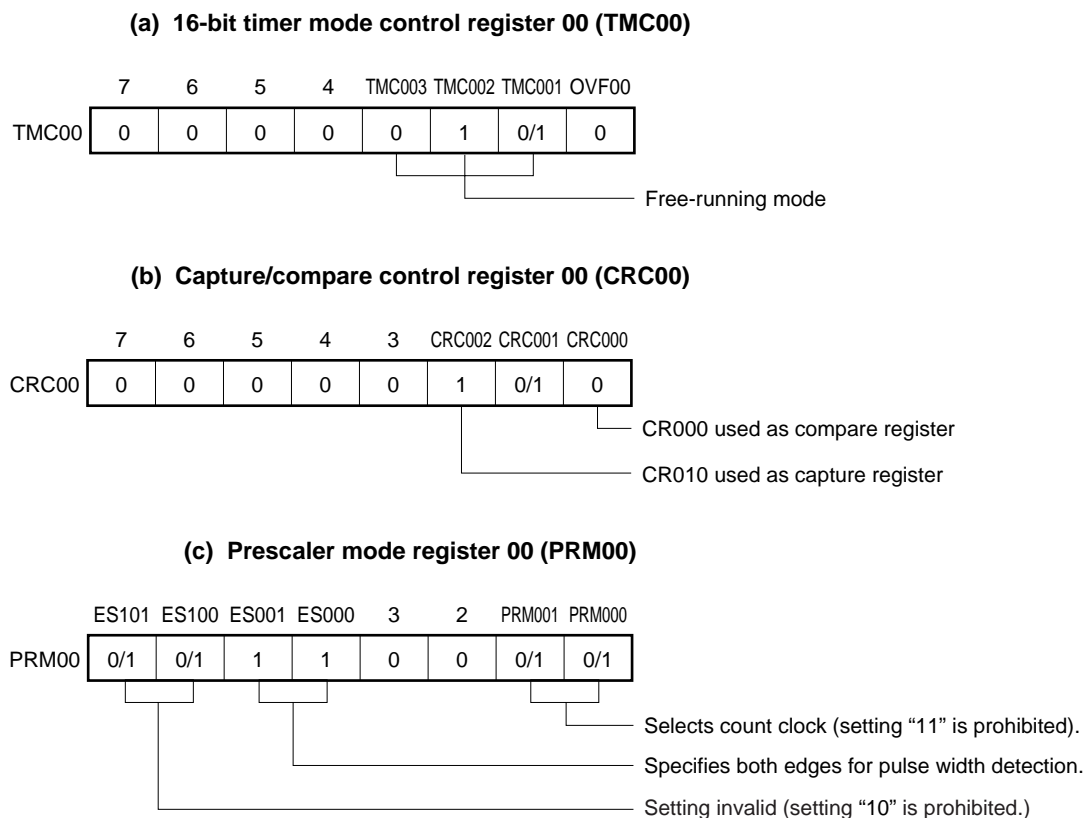 (a) 16-bit timer mode control register 00 (TMC00)
7 6 5 4 TMC003 TMC002 TMC001 OVF00
TMC00 0 0 0 0 0 1 0/1 0
Free-running mode
(b) Capture/compare control register 00 (CRC00)
7 6 5 4 3 CRC002 CRC001 CRC000
CRC00 0 0 0 0 0 1 0/1 0
CR000 used as compare register
CR010 used as capture register
(c) Prescaler mode register 00 (PRM00)
ES101 ES100 ES001 ES000 3 2 PRM001 PRM000
PRM00 0/1 0/1 1 1 0 0 0/1 0/1
Selects count clock (setting “11” is prohibited).
Specifies both edges for pulse width detection.
Setting invalid (setting “10” is prohibited.)